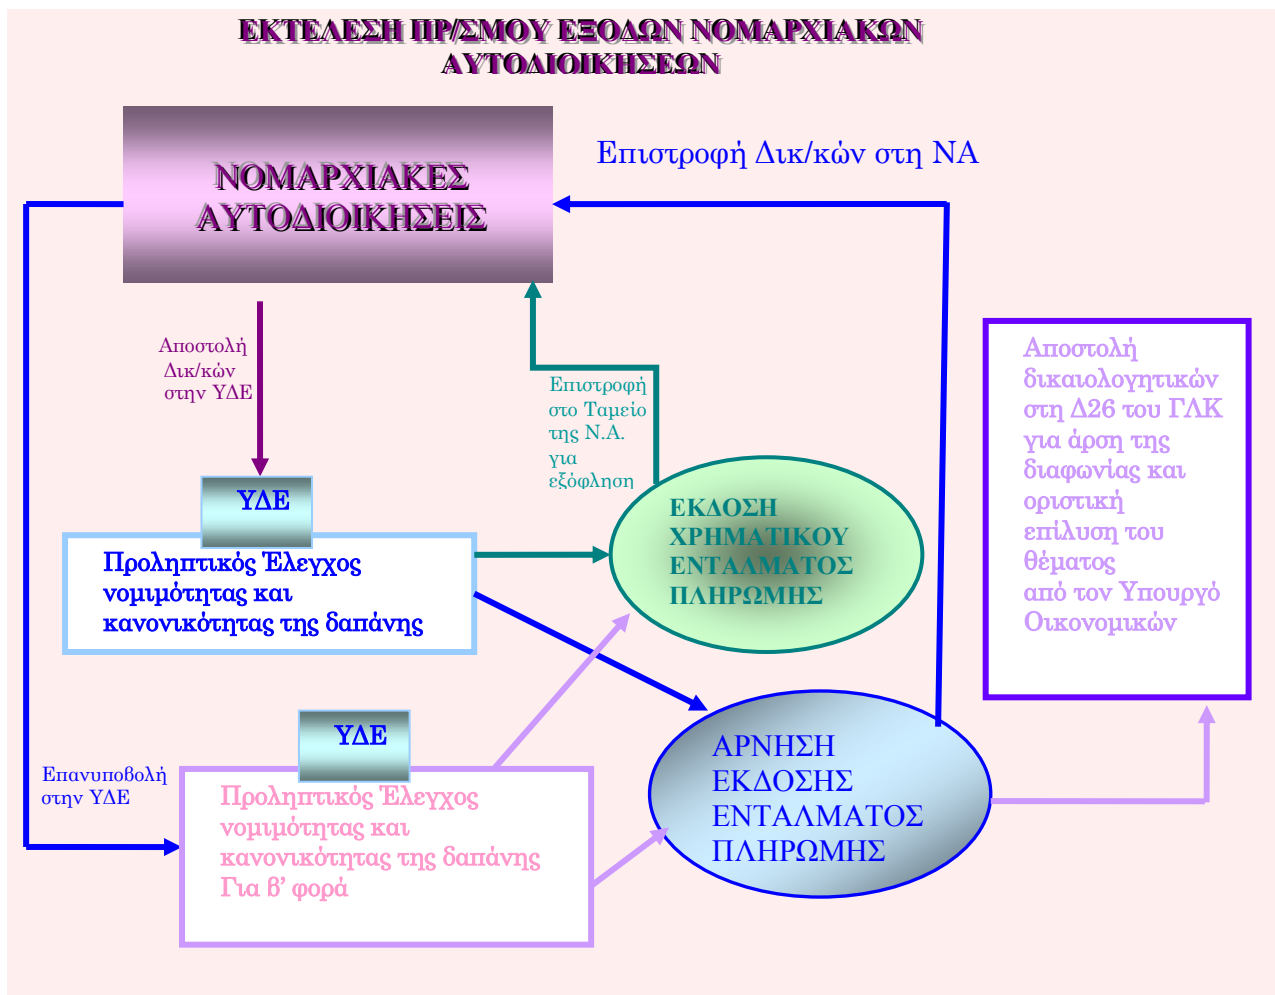 ΕΚΤΕΛΕΣΗ ΠΡ/ΣΜΟΥ ΕΞΟΔΩΝ ΝΟΜΑΡΧΙΑΚΩΝ
ΑΥΤΟΔΙΟΙΚΗΣΕΩΝ
Επιστροφή Δικ/κών στη ΝΑ
ΝΟΜΑΡΧΙΑΚΕΣ
ΑΥΤΟΔΙΟΙΚΗΣΕΙΣ
Αποστολή
Δικ/κών
στην ΥΔΕ
Επιστροφή
στο Ταμείο
της Ν.Α.
για
εξόφληση
Αποστολή
δικαιολογητικών
στη Δ26 του ΓΛΚ
για άρση της
διαφωνίας και
οριστική
επίλυση του
θέματος
από τον Υπουργό
Οικονομικών
ΥΔΕ
Προληπτικός Έλεγχος
νομιμότητας και
κανονικότητας της δαπάνης
ΕΚΔΟΣΗ
ΧΡΗΜΑΤΙΚΟΥ
ΕΝΤΑΛΜΑΤΟΣ
ΠΛΗΡΩΜΗΣ
ΥΔΕ
Επανυποβολή
στην ΥΔΕ
Προληπτικός Έλεγχος
νομιμότητας και
κανονικότητας της δαπάνης
Για β’ φορά
ΑΡΝΗΣΗ
ΕΚΔΟΣΗΣ
ΕΝΤΑΛΜΑΤΟΣ
ΠΛΗΡΩΜΗΣ